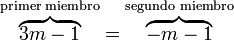 primer miembro segundo miembro
3m − 1 = −m − 1